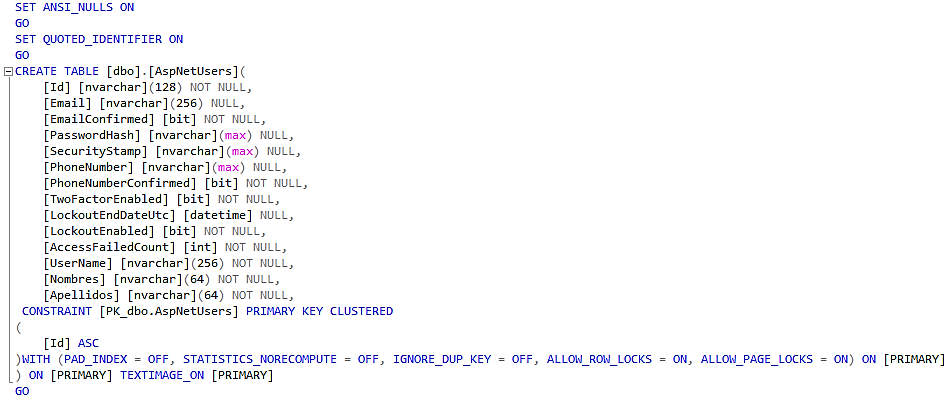 SET ANSI_NULLS ON
GO
SET QUOTED_IDENTIFIER ON
GO
CREATE TABLE [dbo].[AspNetUsers](
    [Id] [nvarchar](128) NOT NULL,
    [Email] [nvarchar](256) NULL,
    [EmailConfirmed] [bit] NOT NULL,
    [PasswordHash] [nvarchar](max) NULL,
    [SecurityStamp] [nvarchar](max) NULL,
    [PhoneNumber] [nvarchar](max) NULL,
    [PhoneNumberConfirmed] [bit] NOT NULL,
    [TwoFactorEnabled] [bit] NOT NULL,
    [LockoutEndDateUtc] [datetime] NULL,
    [LockoutEnabled] [bit] NOT NULL,
    [AccessFailedCount] [int] NOT NULL,
    [UserName] [nvarchar](256) NOT NULL,
    [Nombres] [nvarchar](64) NOT NULL,
    [Apellidos] [nvarchar](64) NOT NULL,
 CONSTRAINT [PK_dbo.AspNetUsers] PRIMARY KEY CLUSTERED
(
    [Id] ASC
)WITH (PAD_INDEX = OFF, STATISTICS_NORECOMPUTE = OFF, IGNORE_DUP_KEY = OFF, ALLOW_ROW_LOCKS = ON, ALLOW_PAGE_LOCKS = ON) ON [PRIMARY]
) ON [PRIMARY] TEXTIMAGE_ON [PRIMARY]
GO